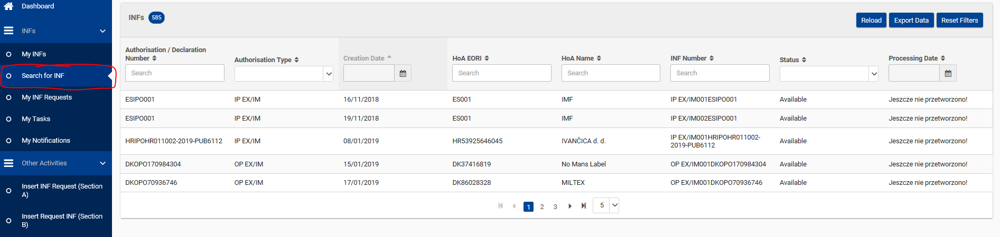 Dashboard
INFs
My INFs
Search for INF
My INF Requests
My Tasks
My Notifications
Other Activities
Insert INF Request (Section
A)
Insert Request INF (Section
B)
INFs 585
Reload Export Data Reset Filters
Authorisation / Declaration
Number Authorisation Type Creation Date HoA EORI HoA Name INF Number Status Processing Date
Search Search Search Search
ESIPO001 IP EX/IM 16/11/2018 ES001 IMF IP EX/IM001ESIPO001 Available Jeszcze nie przetworzono!
ESIPO001 IP EX/IM 19/11/2018 ES001 IMF IP EX/IM002ESIPO001 Available Jeszcze nie przetworzono!
HRIPOHR011002-2019-PUB6112 IP EX/IM 08/01/2019 HR53925646045 IVANČICA d. d. IP EX/IM001HRIPOHR011002- Available Jeszcze nie przetworzono!
2019-PUB6112
DKOPO170984304 OP EX/IM 15/01/2019 DK37416819 No Mans Label OP EX/IM001DKOPO170984304 Available Jeszcze nie przetworzono!
DKOPO70936746 OP EX/IM 17/01/2019 DK86028328 MILTEX OP EX/IM001DKOPO70936746 Available Jeszcze nie przetworzono!
1 2 3 5